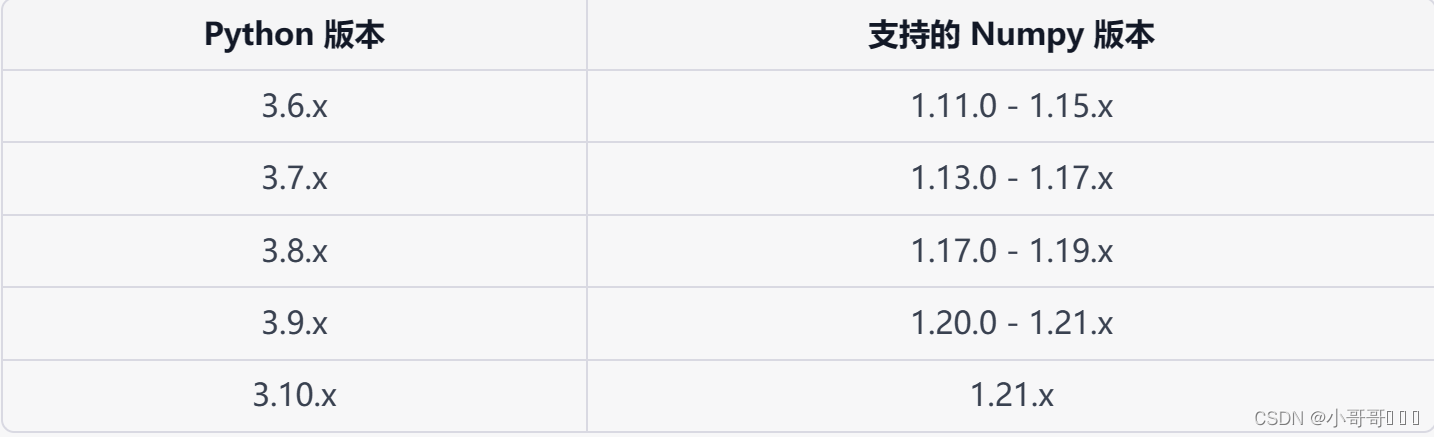 Python 版本 支持的 Numpy 版本
3.6.x 1.11.0 - 1.15.x
3.7.x 1.13.0 - 1.17.x
3.8.x 1.17.0 - 1.19.x
3.9.x 1.20.0 - 1.21.x
3.10.x 1.21.x
CSDN @小哥哥